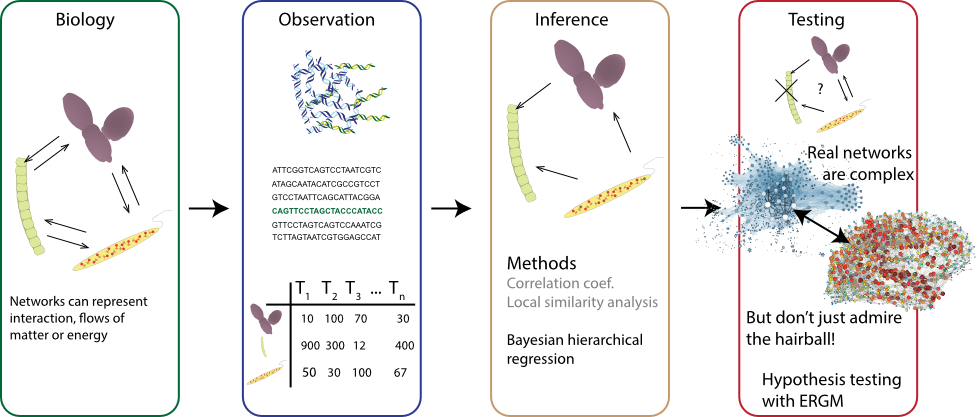 Biology
Networks can represent
interaction, flows of
matter or energy
Observation
ATTCGGTCAGTCCTAATCGTC
ATAGCAATACATCGCCGTCCT
GTCCTAATTCAGCATTACGGA
CAGTTCCTAGCTACCCATACC
GTTCCTAGTCAGTCCAAATCG
TCTTAGTAATCGTGGAGCCAT
T1 T2 T3 ... Tn
10 100 70 30
900 300 12 400
50 30 100 67
Inference
Methods
Correlation coef.
Local similarity analysis
Bayesian hierarchical
regression
Testing
?
Real networks
are complex
But don't just admire
the hairball!
Hypothesis testing
with ERGM